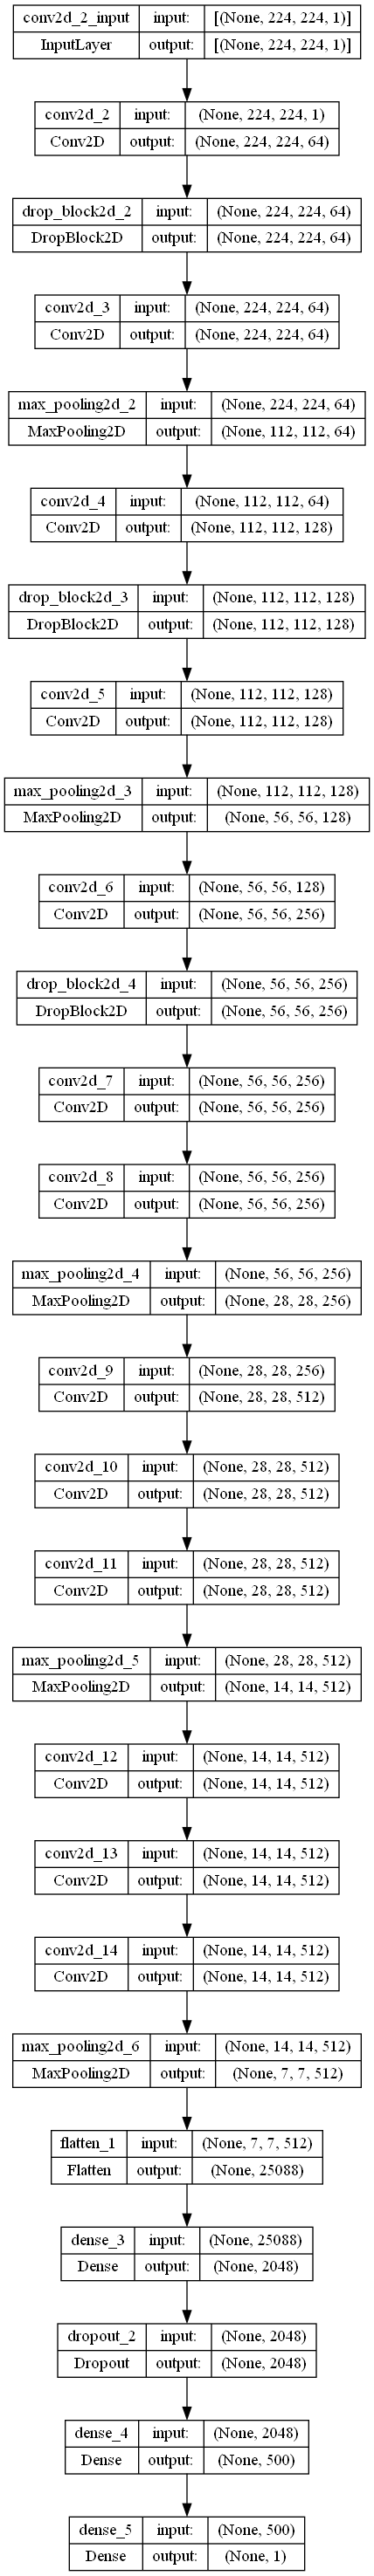 conv2d_2_input input: [(None, 224, 224, 1)]
InputLayer output: [(None, 224, 224, 1)]
conv2d_2 input: (None, 224, 224, 1)
Conv2D output: (None, 224, 224, 64)
drop_block2d_2 input: (None, 224, 224, 64)
DropBlock2D output: (None, 224, 224, 64)
conv2d_3 input: (None, 224, 224, 64)
Conv2D output: (None, 224, 224, 64)
max_pooling2d_2 input: (None, 224, 224, 64)
MaxPooling2D output: (None, 112, 112, 64)
conv2d_4 input: (None, 112, 112, 64)
Conv2D output: (None, 112, 112, 128)
drop_block2d_3 input: (None, 112, 112, 128)
DropBlock2D output: (None, 112, 112, 128)
conv2d_5 input: (None, 112, 112, 128)
Conv2D output: (None, 112, 112, 128)
max_pooling2d_3 input: (None, 112, 112, 128)
MaxPooling2D output: (None, 56, 56, 128)
conv2d_6 input: (None, 56, 56, 128)
Conv2D output: (None, 56, 56, 256)
drop_block2d_4 input: (None, 56, 56, 256)
DropBlock2D output: (None, 56, 56, 256)
conv2d_7 input: (None, 56, 56, 256)
Conv2D output: (None, 56, 56, 256)
conv2d_8 input: (None, 56, 56, 256)
Conv2D output: (None, 56, 56, 256)
max_pooling2d_4 input: (None, 56, 56, 256)
MaxPooling2D output: (None, 28, 28, 256)
conv2d_9 input: (None, 28, 28, 256)
Conv2D output: (None, 28, 28, 512)
conv2d_10 input: (None, 28, 28, 512)
Conv2D output: (None, 28, 28, 512)
conv2d_11 input: (None, 28, 28, 512)
Conv2D output: (None, 28, 28, 512)
max_pooling2d_5 input: (None, 28, 28, 512)
MaxPooling2D output: (None, 14, 14, 512)
conv2d_12 input: (None, 14, 14, 512)
Conv2D output: (None, 14, 14, 512)
conv2d_13 input: (None, 14, 14, 512)
Conv2D output: (None, 14, 14, 512)
conv2d_14 input: (None, 14, 14, 512)
Conv2D output: (None, 14, 14, 512)
max_pooling2d_6 input: (None, 14, 14, 512)
MaxPooling2D output: (None, 7, 7, 512)
flatten_1 input: (None, 7, 7, 512)
Flatten output: (None, 25088)
dense_3 input: (None, 25088)
Dense output: (None, 2048)
dropout_2 input: (None, 2048)
Dropout output: (None, 2048)
dense_4 input: (None, 2048)
Dense output: (None, 500)
dense_5 input: (None, 500)
Dense output: (None, 1)